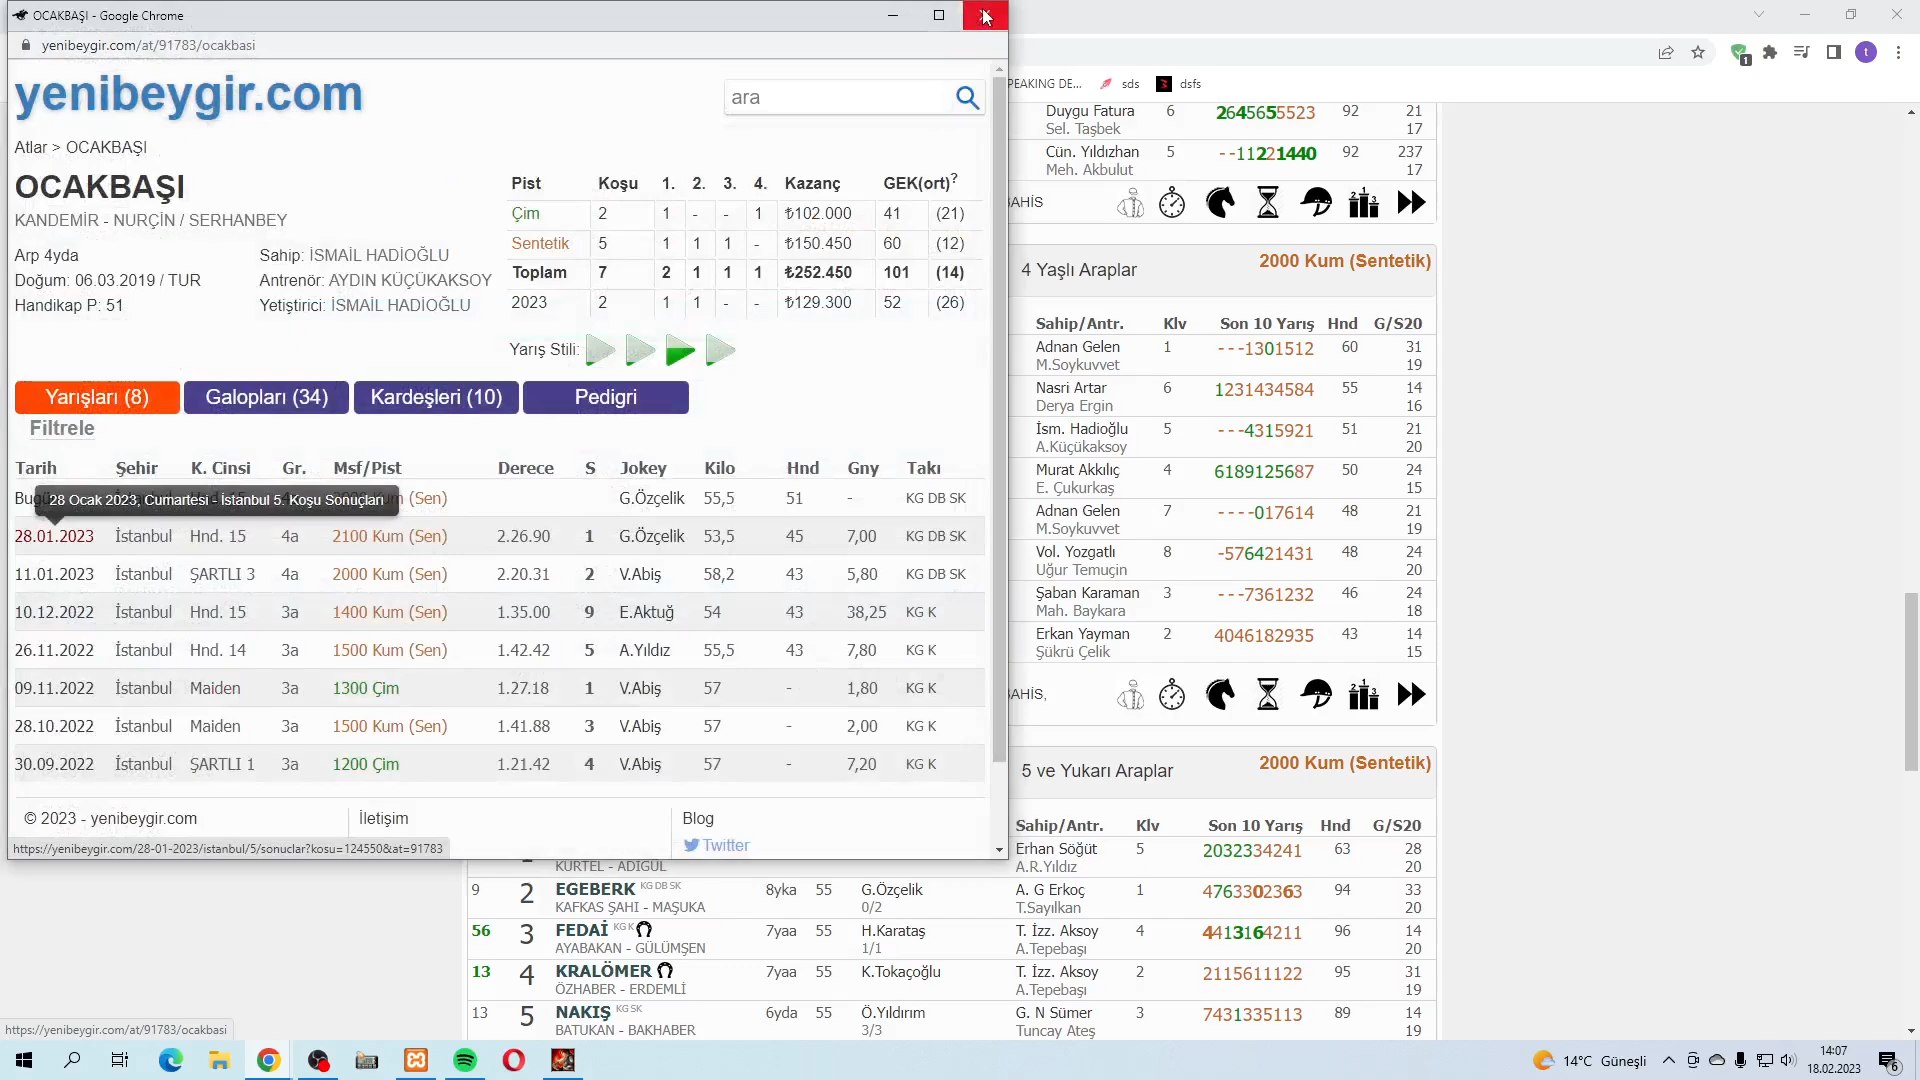 OCAKBAŞI - Google Chrome
yenibeygir.com/at/91783/ocakbasi
yenibeygir.com
ara
Atlar > OCAKBAŞI
OCAKBAŞI
KANDEMİR - NURÇİN / SERHANBEY
Arp 4yda
Sahip: İSMAİL HADİOĞLU
Doğum: 06.03.2019 / TUR
Antrenör: AYDIN KÜÇÜKAKSOY
Handikap P: 51
Yetiştirici: İSMAİL HADİOĞLU
Pist Koşu 1. 2. 3. 4. Kazanç GEK(ort)?
Çim 2 1 - - 1 ₺102.000 41 (21)
Sentetik 5 1 1 1 - ₺150.450 60 (12)
Toplam 7 2 1 1 1 ₺252.450 101 (14)
2023 2 1 1 - - ₺129.300 52 (26)
Yarış Stili:
Yarışları (8) Galopları (34) Kardeşleri (10) Pedigri
Filtrele
Tarih Şehir K. Cinsi Gr. Msf/Pist Derece S Jokey Kilo Hnd Gny Takı
28 Ocak 2023, Cumartesi - İstanbul 5. Koşu Sonuçları
(Sen) G.Özçelik 55,5 51 - KG DB SK
28.01.2023 İstanbul Hnd. 15 4a 2100 Kum (Sen) 2.26.90 1 G.Özçelik 53,5 45 7,00 KG DB SK
11.01.2023 İstanbul ŞARTLI 3 4a 2000 Kum (Sen) 2.20.31 2 V.Abiş 58,2 43 5,80 KG DB SK
10.12.2022 İstanbul Hnd. 15 3a 1400 Kum (Sen) 1.35.00 9 E.Aktuğ 54 43 38,25 KG K
26.11.2022 İstanbul Hnd. 14 3a 1500 Kum (Sen) 1.42.42 5 A.Yıldız 55,5 43 7,80 KG K
09.11.2022 İstanbul Maiden 3a 1300 Çim 1.27.18 1 V.Abiş 57 - 1,80 KG K
28.10.2022 İstanbul Maiden 3a 1500 Kum (Sen) 1.41.88 3 V.Abiş 57 - 2,00 KG K
30.09.2022 İstanbul ŞARTLI 1 3a 1200 Çim 1.21.42 4 V.Abiş 57 - 7,20 KG K
© 2023 - yenibeygir.com
İletişim
Blog
Twitter
https://yenibeygir.com/28-01-2023/istanbul/5/sonuclar?kosu=124550&at=91783
1
t
PEAKING DE... sds dsfs
Duygu Fatura 6 2645655523 92 21
Sel. Taşbek 17
Cün. Yıldızhan 5 --11221440 92 237
Meh. Akbulut 17
AHİS
4 Yaşlı Araplar 2000 Kum (Sentetik)
Sahip/Antr. Klv Son 10 Yarış Hnd G/S20
Adnan Gelen 1 ---1301512 60 31
M.Soykuvvet 19
Nasri Artar 6 1231434584 55 14
Derya Ergin 16
İsm. Hadioğlu 5 ---4315921 51 21
A.Küçükaksoy 20
Murat Akkılıç 4 6189125687 50 24
E. Çukurkaş 15
Adnan Gelen 7 ----017614 48 21
M.Soykuvvet 19
Vol. Yozgatlı 8 -576421431 48 24
Uğur Temuçin 20
Şaban Karaman 3 ---7361232 46 24
Mah. Baykara 18
Erkan Yayman 2 4046182935 43 14
Şükrü Çelik 15
AHİS,
5 ve Yukarı Araplar 2000 Kum (Sentetik)
Sahip/Antr. Klv Son 10 Yarış Hnd G/S20
Erhan Söğüt 5 2032334241 63 28
KURTEL - ADIGÜL A.R.Yıldız 20
9 2 EGEBERK KG DB SK 8yka 55 G.Özçelik A. G Erkoç 1 4763302363 94 33
KAFKAS ŞAHI - MAŞUKA 0/2 T.Sayılkan 20
56 3 FEDAİ KG K 7yaa 55 H.Karataş T. İzz. Aksoy 4 4413164211 96 14
AYABAKAN - GÜLÜMŞEN 1/1 A.Tepebaşı 20
13 4 KRALÖMER 7yaa 55 K.Tokaçoğlu T. İzz. Aksoy 2 2115611122 95 31
ÖZHABER - ERDEMLİ A.Tepebaşı 19
13 5 NAKIŞ KG SK 6yda 55 Ö.Yıldırım G. N Sümer 3 7431335113 89 14
BATUKAN - BAKHABER 3/3 Tuncay Ateş 19
https://yenibeygir.com/at/91783/ocakbasi
14°C Güneşli
14:07
18.02.2023
6